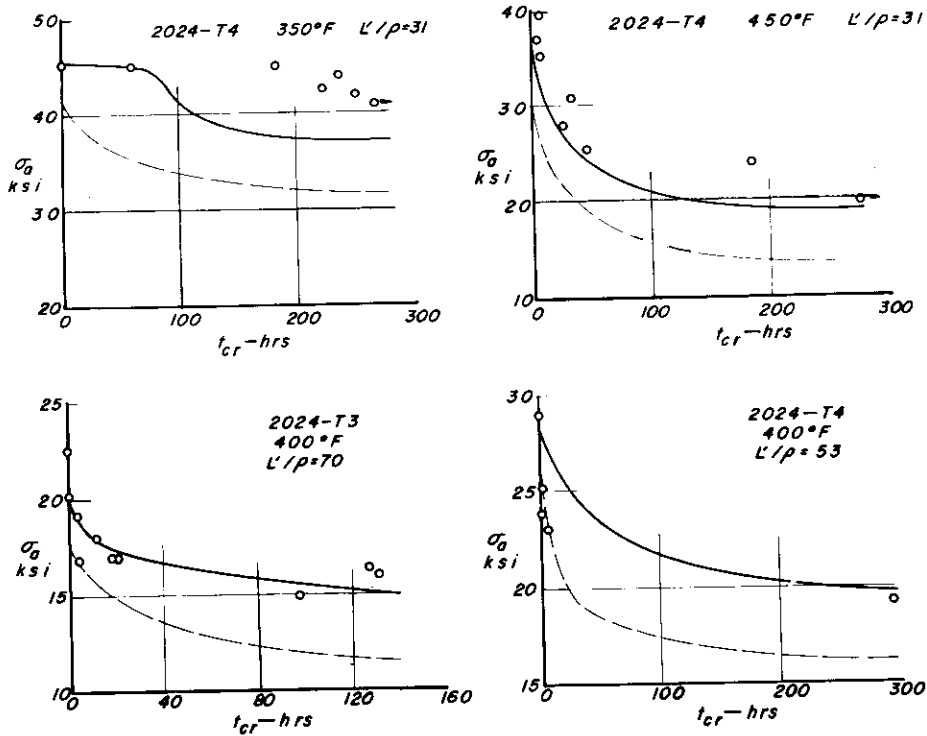 2024-T4 350°F L'/ρ=31
50
40
σa
ksi
30
20
0 100 200 300
tcr-hrs
2024-T4 450°F L'/ρ=31
40
30
σa
ksi
20
10
0 100 200 300
tcr-hrs
2024-T3
400°F
L'/ρ=70
25
20
σa
ksi
15
10
0 40 80 120 160
tcr-hrs
2024-T4
400°F
L'/ρ=53
30
25
σa
ksi
20
15
0 100 200 300
tcr-hrs